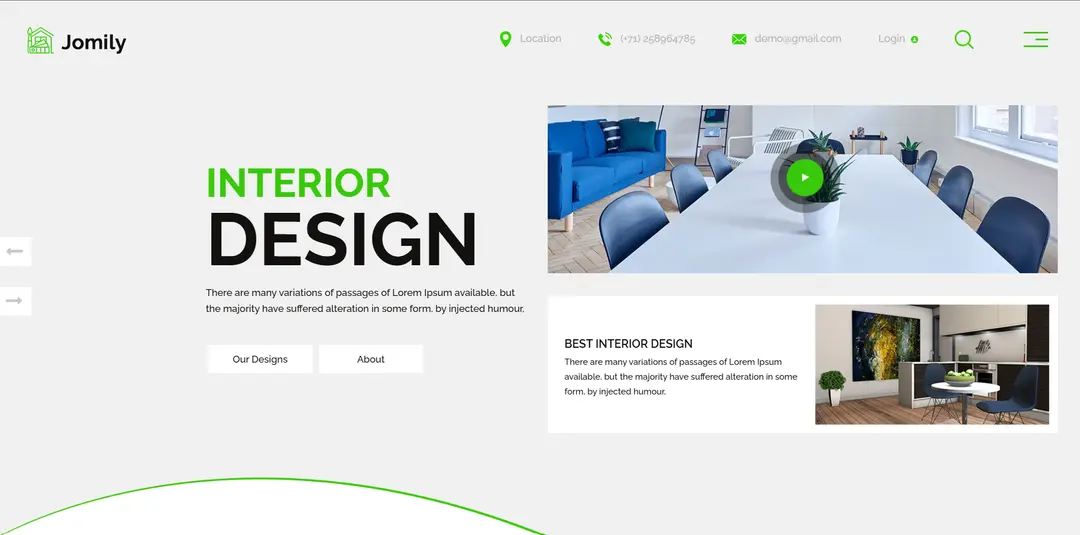 Jomily
Location
(+71) 258964785
demo@gmail.com
Login
INTERIOR
DESIGN
There are many variations of passages of Lorem Ipsum available, but
the majority have suffered alteration in some form, by injected humour,
Our Designs
About
BEST INTERIOR DESIGN
There are many variations of passages of Lorem Ipsum
available, but the majority have suffered alteration in some
form, by injected humour,